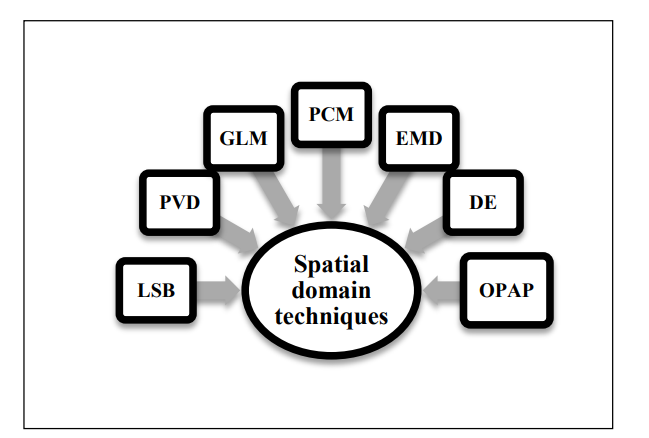 PCM
GLM
EMD
PVD
DE
LSB
Spatial
domain
techniques
OPAP